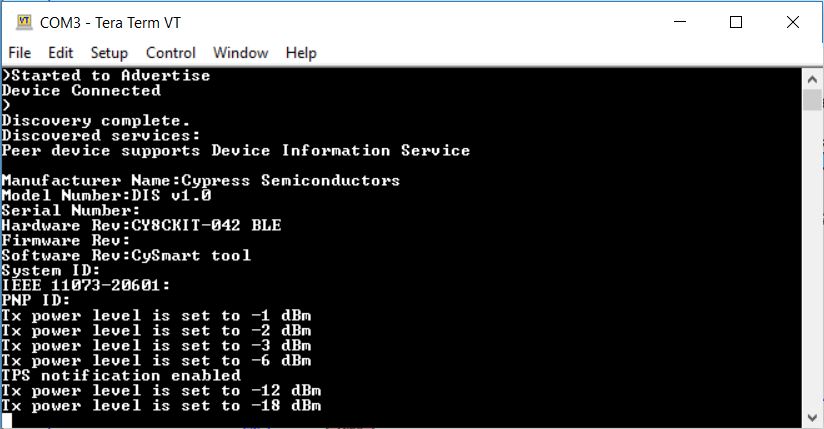 COM3 - Tera Term VT
File Edit Setup Control Window Help
>Started to Advertise
Device Connected
>
Discovery complete.
Discovered services:
Peer device supports Device Information Service
Manufacturer Name:Cypress Semiconductors
Model Number:DIS v1.0
Serial Number:
Hardware Rev:CY8CKIT-042 BLE
Firmware Rev:
Software Rev:CySmart tool
System ID:
IEEE 11073-20601:
PNP ID:
Tx power level is set to -1 dBm
Tx power level is set to -2 dBm
Tx power level is set to -3 dBm
Tx power level is set to -6 dBm
TPS notification enabled
Tx power level is set to -12 dBm
Tx power level is set to -18 dBm